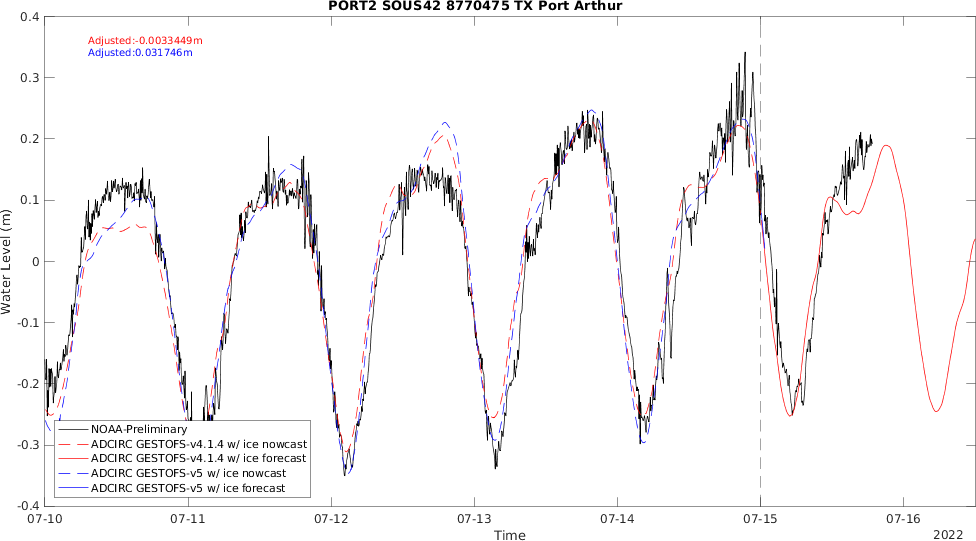 PORT2 SOUS42 8770475 TX Port Arthur
Adjusted:-0.0033449m
Adjusted:0.031746m
0.4
0.3
0.2
0.1
0
-0.1
-0.2
-0.3
-0.4
Water Level (m)
NOAA-Preliminary
ADCIRC GESTOFS-v4.1.4 w/ ice nowcast
ADCIRC GESTOFS-v4.1.4 w/ ice forecast
ADCIRC GESTOFS-v5 w/ ice nowcast
ADCIRC GESTOFS-v5 w/ ice forecast
07-10 07-11 07-12 07-13 07-14 07-15 07-16
Time
2022